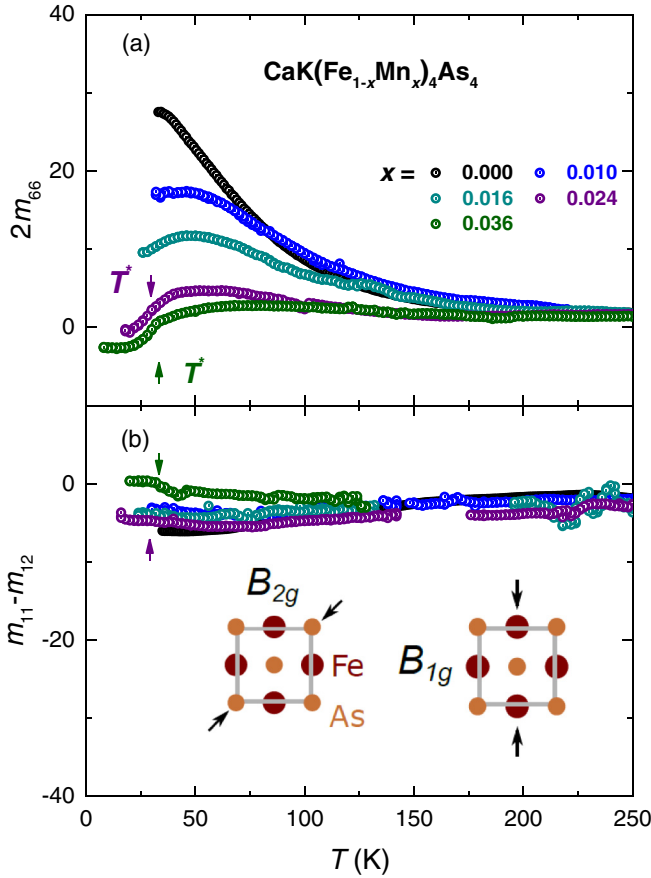 40
(a)
CaK(Fe1-xMnx)4As4
x = 0.000 0.010
0.016 0.024
0.036
20
2m66
T*
0
T*
(b)
0
m11-m12
B2g
B1g
Fe
As
-20
-40
0 50 100 150 200 250
T (K)